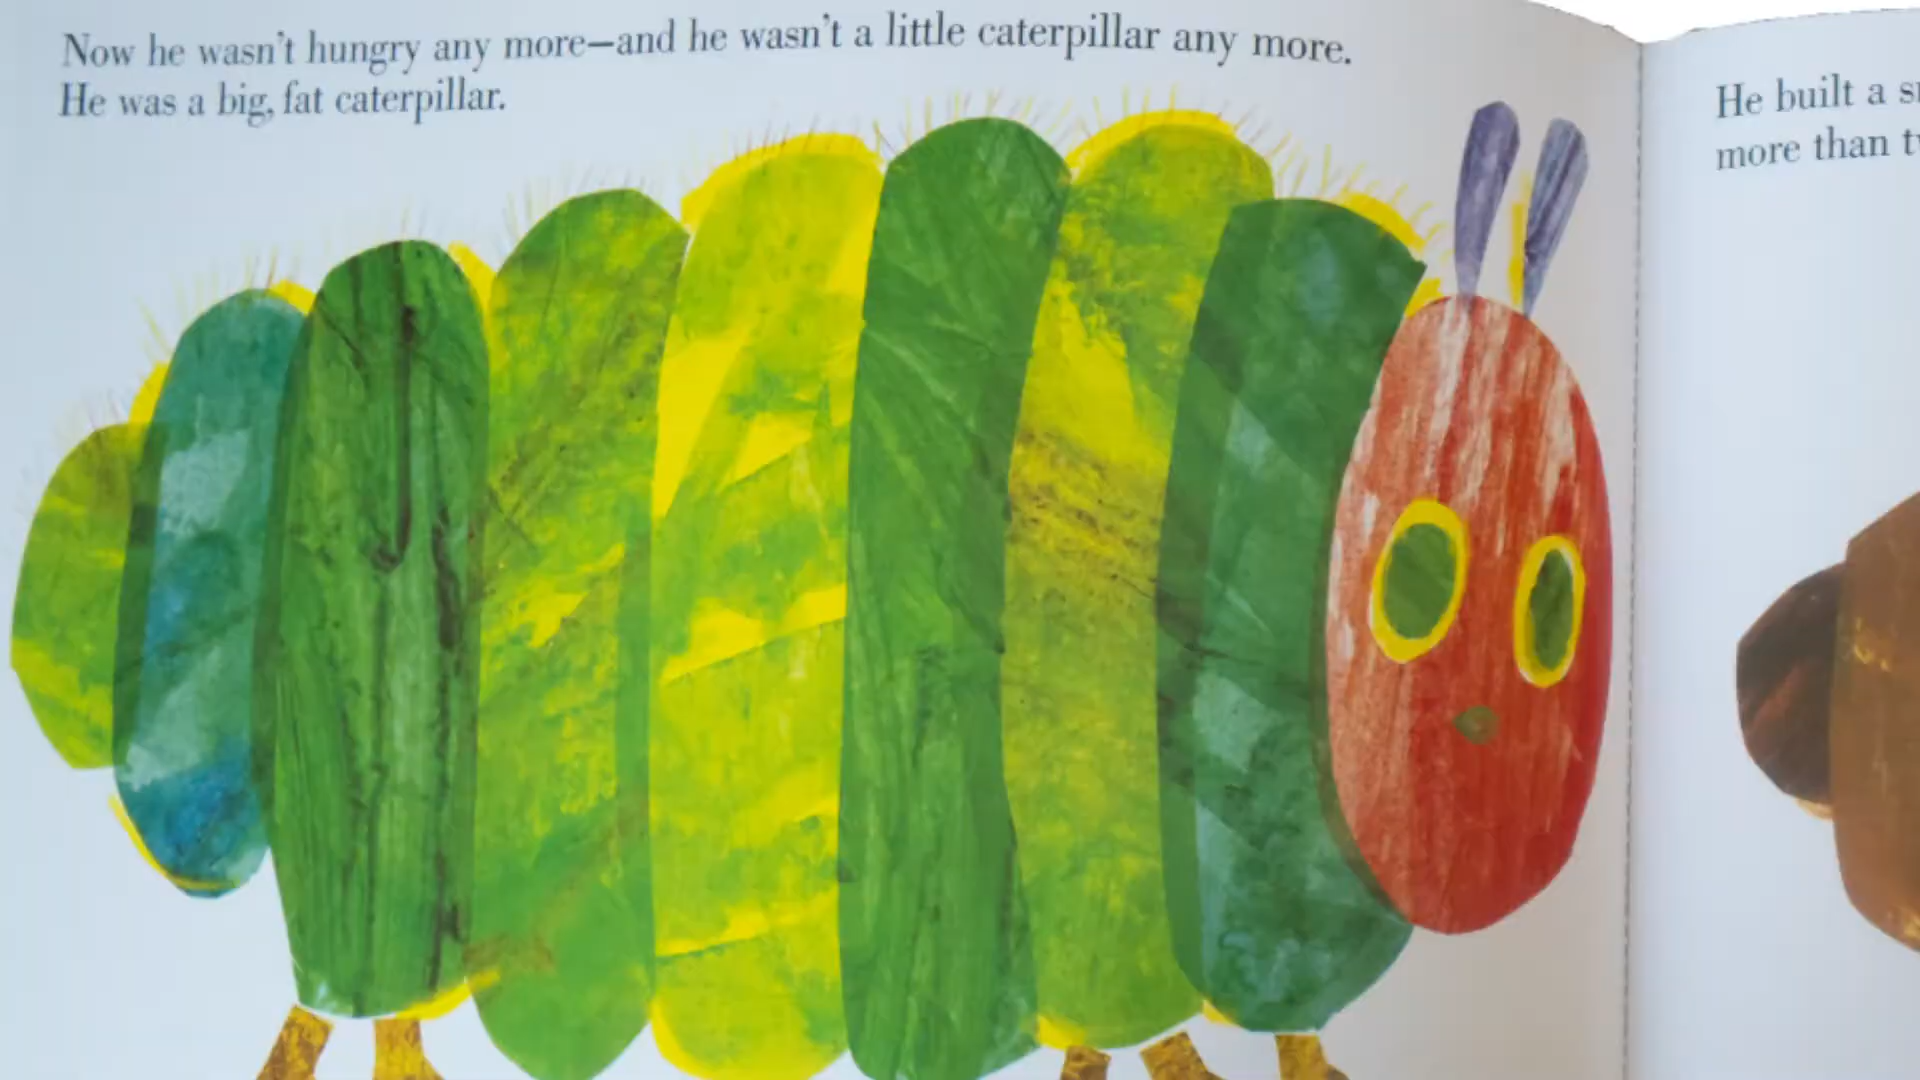 Now he wasn't hungry any more—and he wasn't a little caterpillar any more.
He was a big, fat caterpillar.
He built a
more than